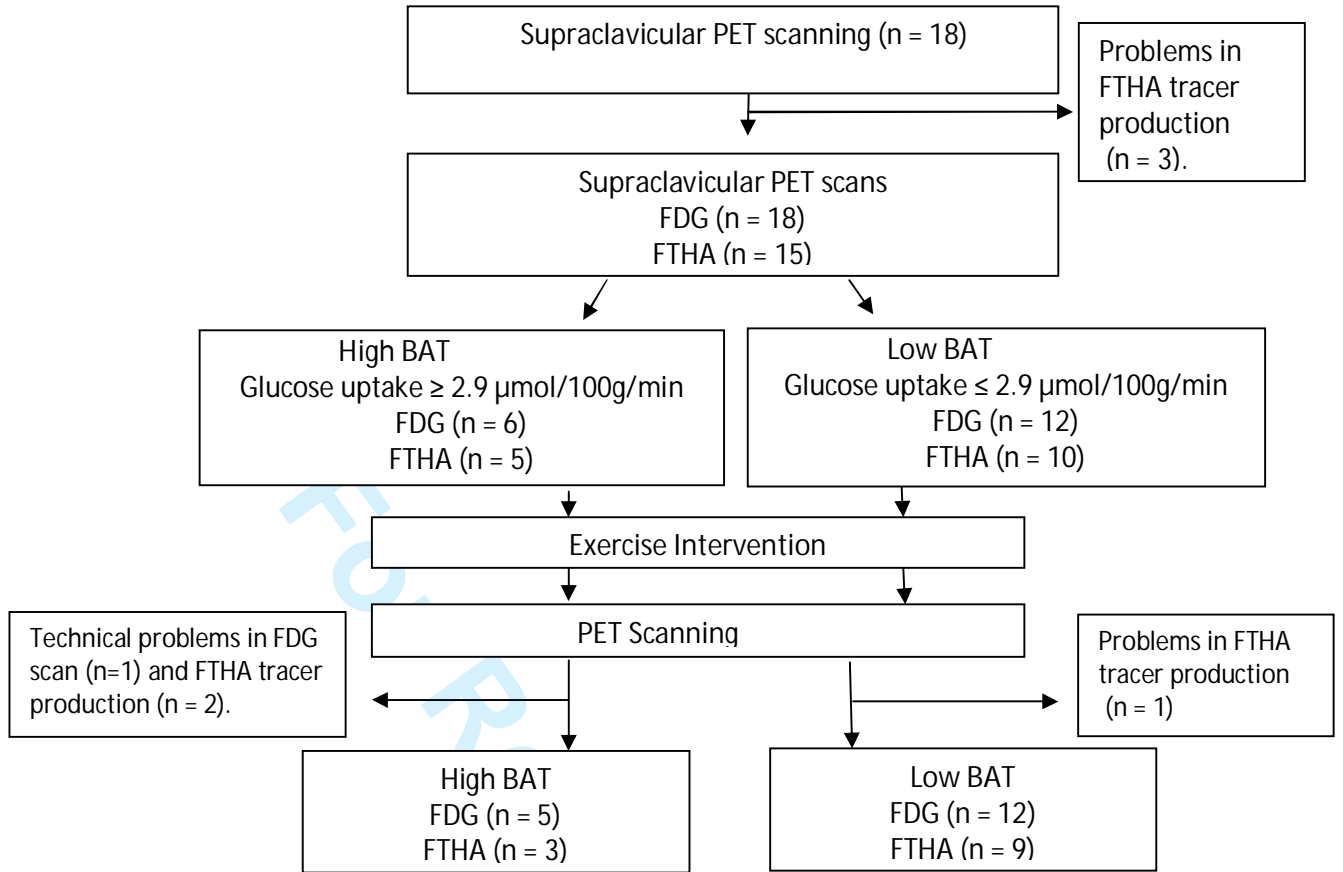 Supraclavicular PET scanning (n = 18)
Problems in
FTHA tracer
production
(n = 3).
Supraclavicular PET scans
FDG (n = 18)
FTHA (n = 15)
High BAT
Glucose uptake ≥ 2.9 µmol/100g/min
FDG (n = 6)
FTHA (n = 5)
Low BAT
Glucose uptake ≤ 2.9 µmol/100g/min
FDG (n = 12)
FTHA (n = 10)
Exercise Intervention
PET Scanning
Technical problems in FDG
scan (n=1) and FTHA tracer
production (n = 2).
Problems in FTHA
tracer production
(n = 1)
High BAT
FDG (n = 5)
FTHA (n = 3)
Low BAT
FDG (n = 12)
FTHA (n = 9)